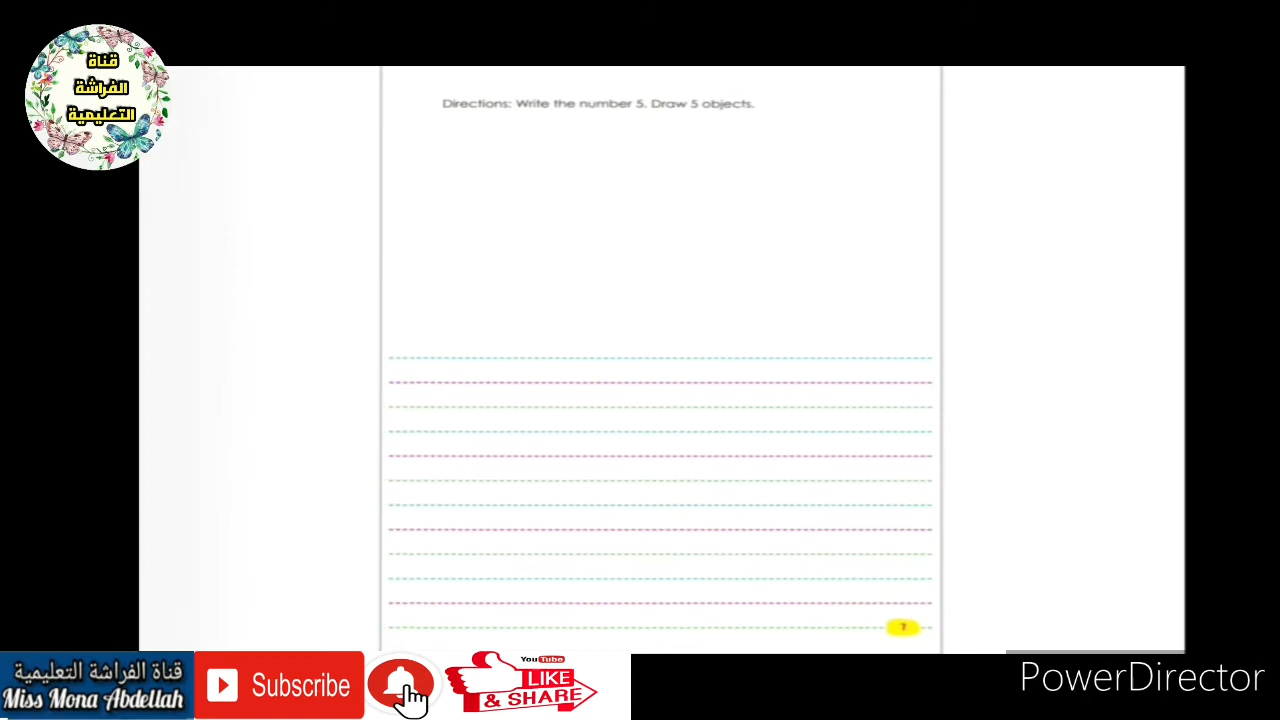 قناة
الفراشة
التعليمية
Directions: Write the number 5. Draw 5 objects.
7
قناة الفراشة التعليمية
Miss Mona Abdellah
Subscribe
YouTube
LIKE
& SHARE
PowerDirector